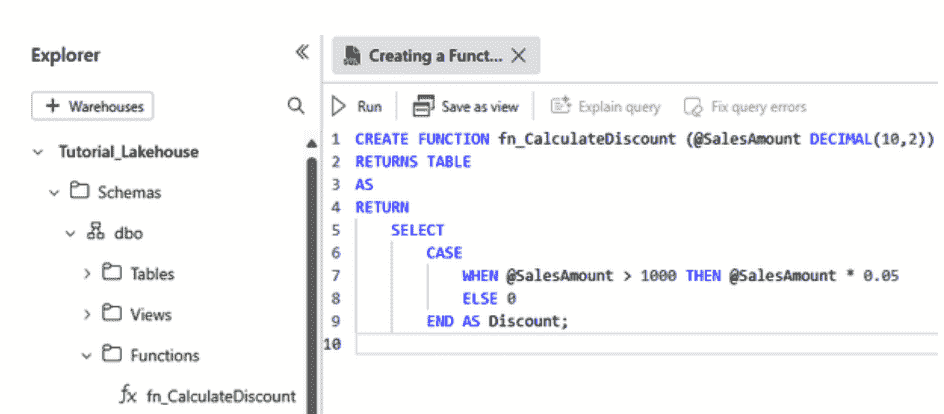 Explorer
Creating a Funct...
+ Warehouses
Run
Save as view
Explain query
Fix query errors
Tutorial_Lakehouse
Schemas
dbo
Tables
Views
Functions
fx fn_CalculateDiscount
1 CREATE FUNCTION fn_CalculateDiscount (@SalesAmount DECIMAL(10,2))
2 RETURNS TABLE
3 AS
4 RETURN
5 SELECT
6 CASE
7 WHEN @SalesAmount > 1000 THEN @SalesAmount * 0.05
8 ELSE 0
9 END AS Discount;
10